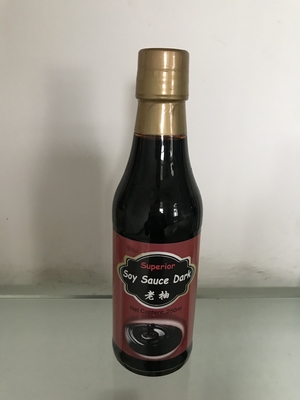 Superior
Soy Sauce Dark
老抽